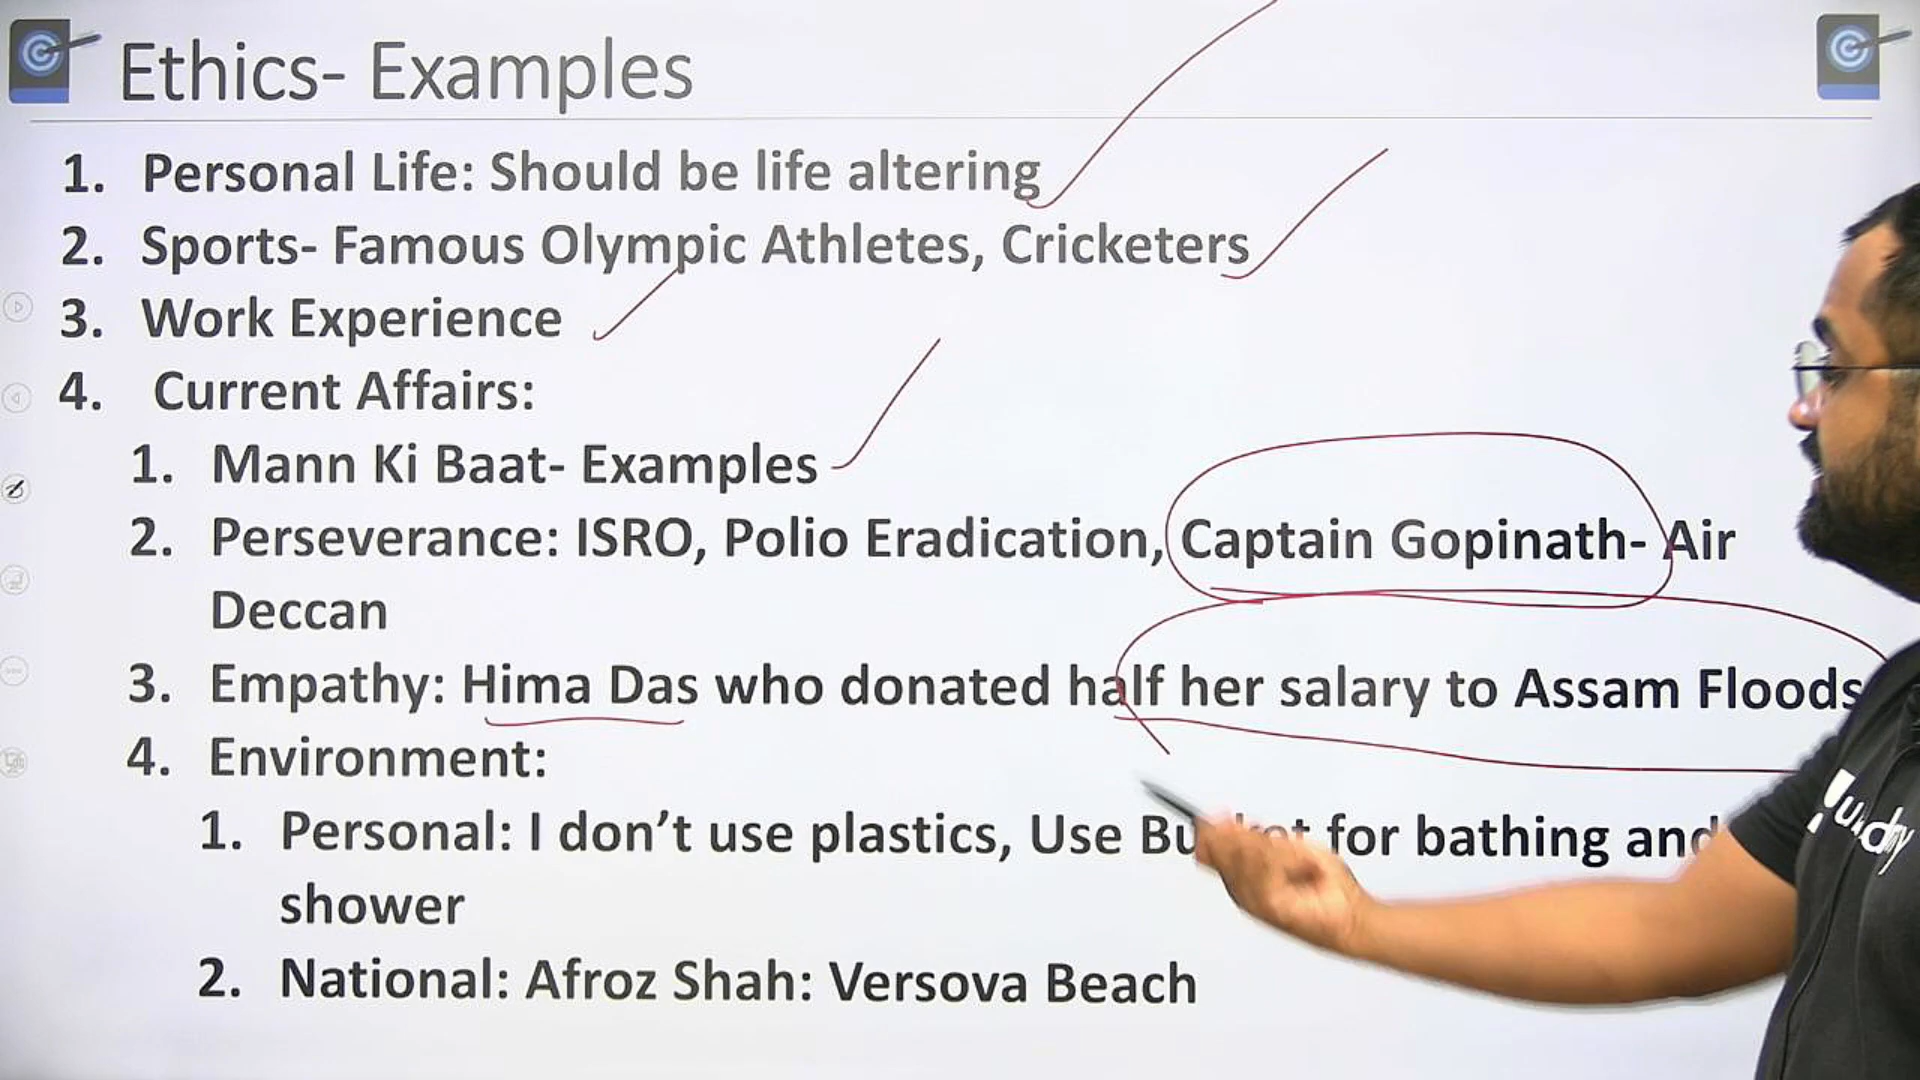 Ethics- Examples
1. Personal Life: Should be life altering
2. Sports- Famous Olympic Athletes, Cricketers
3. Work Experience
4. Current Affairs:
1. Mann Ki Baat- Examples
2. Perseverance: ISRO, Polio Eradication, Captain Gopinath- Air
Deccan
3. Empathy: Hima Das who donated half her salary to Assam Floods
4. Environment:
1. Personal: I don’t use plastics, Use for bathing and
shower
2. National: Afroz Shah: Versova Beach